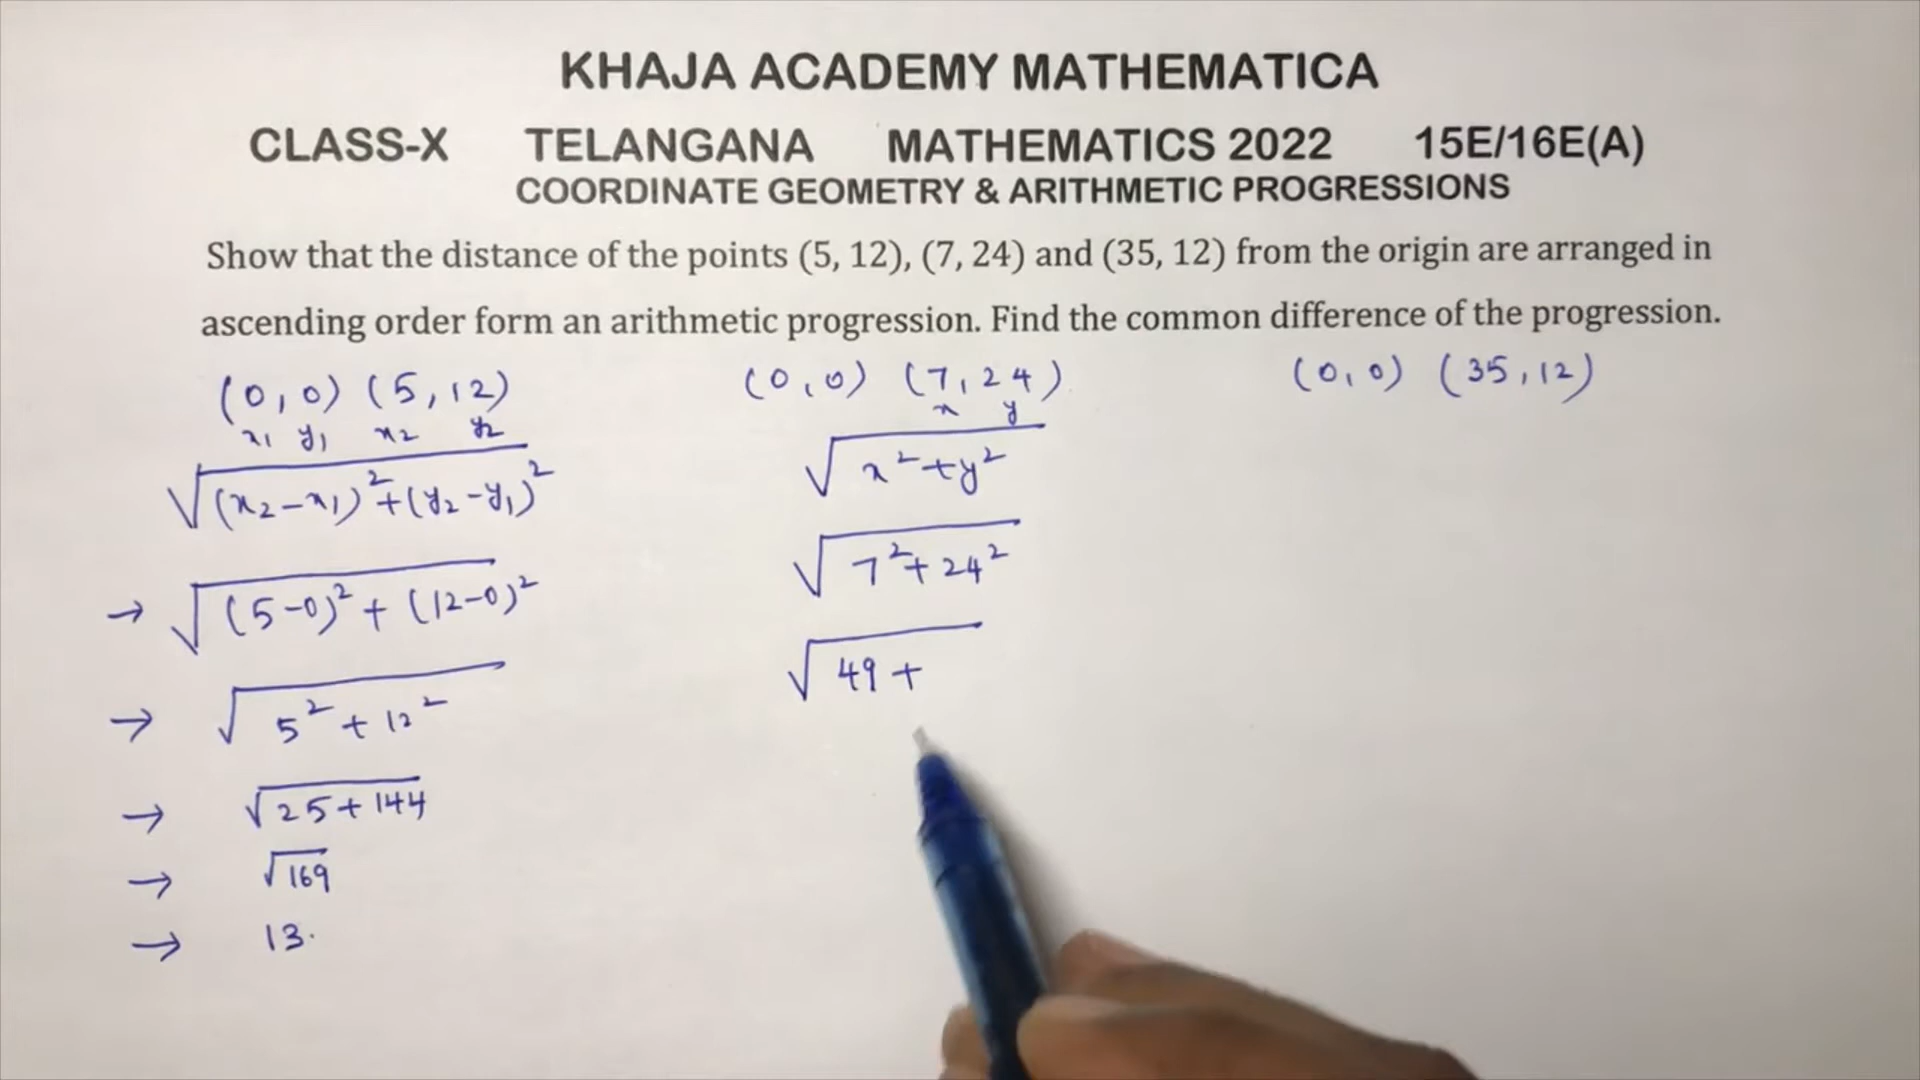 KHAJA ACADEMY MATHEMATICA
CLASS-X TELANGANA MATHEMATICS 2022 15E/16E(A)
COORDINATE GEOMETRY & ARITHMETIC PROGRESSIONS
Show that the distance of the points (5, 12), (7, 24) and (35, 12) from the origin are arranged in
ascending order form an arithmetic progression. Find the common difference of the progression.
(0,0) (5,12)
x₁ y₁ x₂ y₂
√(x₂-x₁)²+(y₂-y₁)²
→ √(5-0)²+(12-0)²
→ √5²+12²
→ √25+144
→ √169
→ 13.
(0,0) (7,24)
x y
√x²+y²
√7²+24²
√49+
(0,0) (35,12)